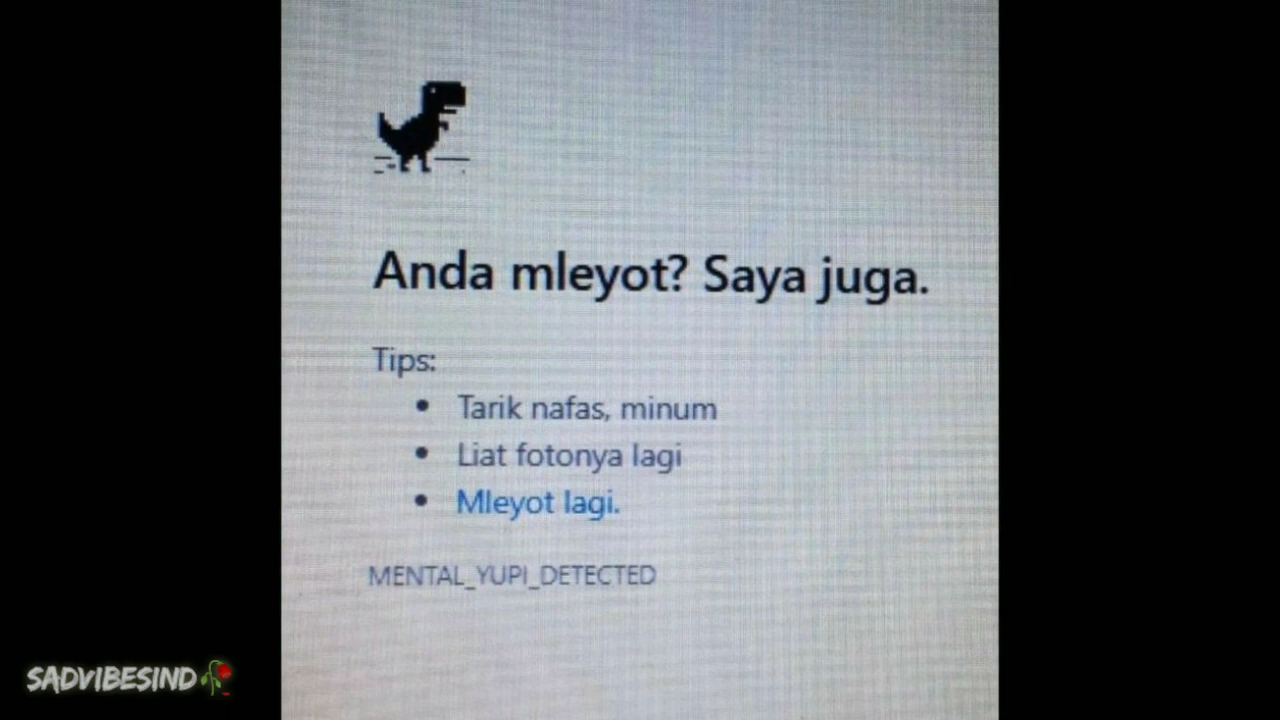 Anda mleyot? Saya juga.
Tips:
• Tarik nafas, minum
• Liat fotonya lagi
• Mleyot lagi.
MENTAL_YUPI_DETECTED
SADVIBESIND